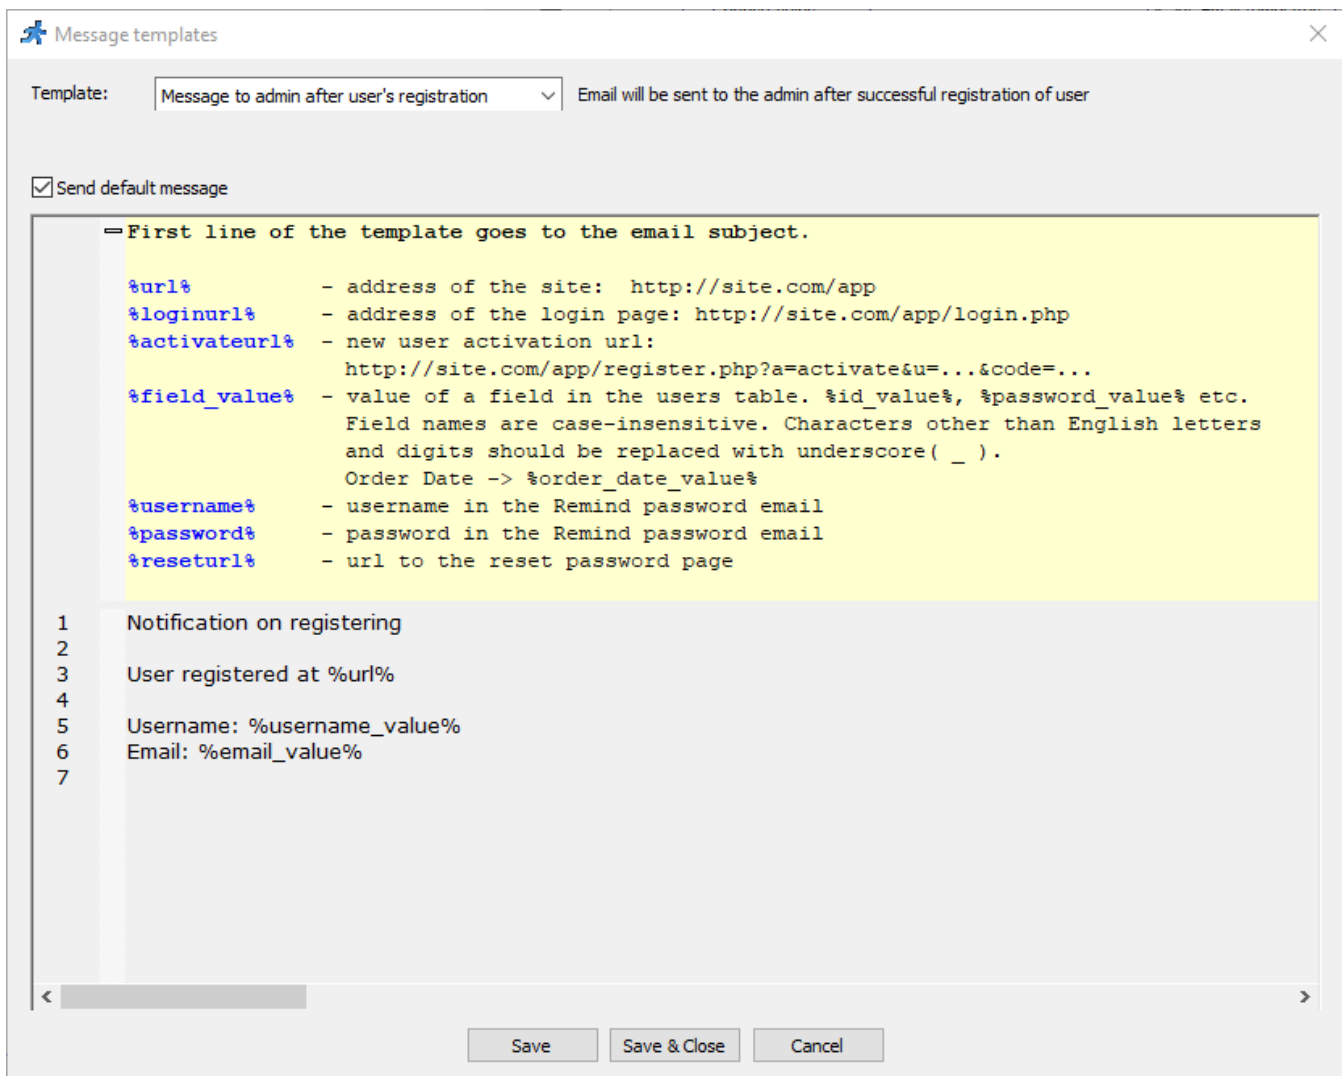 Message templates
Template: Message to admin after user's registration Email will be sent to the admin after successful registration of user
Send default message
First line of the template goes to the email subject.
%url% - address of the site: http://site.com/app
%loginurl% - address of the login page: http://site.com/app/login.php
%activateurl% - new user activation url:
http://site.com/app/register.php?a=activate&u=...&code=...
%field_value% - value of a field in the users table. %id_value%, %password_value% etc.
Field names are case-insensitive. Characters other than English letters
and digits should be replaced with underscore( _ ).
Order Date -> %order_date_value%
%username% - username in the Remind password email
%password% - password in the Remind password email
%reseturl% - url to the reset password page
1 Notification on registering
2
3 User registered at %url%
4
5 Username: %username_value%
6 Email: %email_value%
7
Save Save & Close Cancel